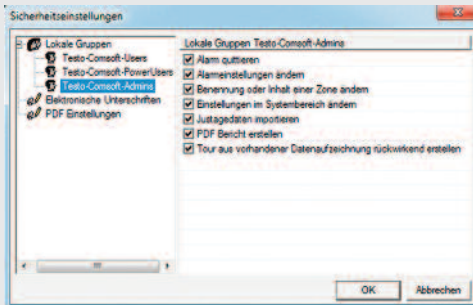 Sicherheitseinstellungen
Lokale Gruppen
Testo-Comsoft-Users
Testo-Comsoft-PowerUsers
Testo-Comsoft-Admins
Elektronische Unterschriften
PDF Einstellungen
Lokale Gruppen Testo-Comsoft-Admins
Alarm quittieren
Alarmeinstellungen ändern
Benennung oder Inhalt einer Zone ändern
Einstellungen im Systembereich ändern
Justagedaten importieren
PDF Bericht erstellen
Tour aus vorhandener Datenaufzeichnung rückwirkend erstellen
OK
Abbrechen